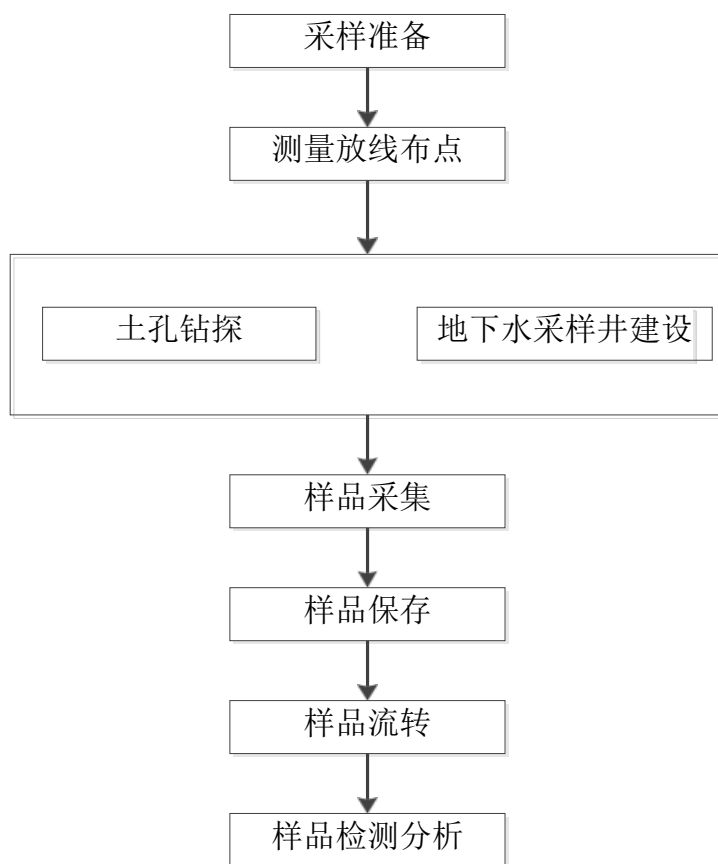 采样准备
测量放线布点
土孔钻探
地下水采样井建设
样品采集
样品保存
样品流转
样品检测分析